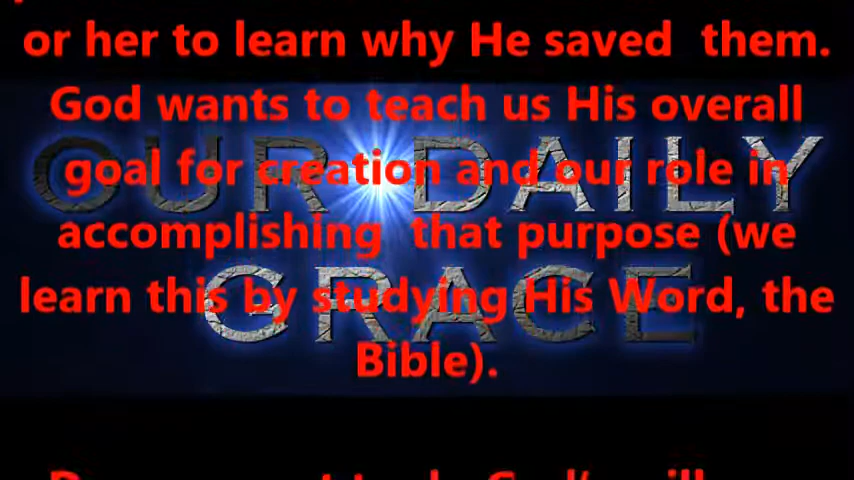 or her to learn why He saved them.
God wants to teach us His overall
OUR DAILY
goal for creation and our role in
accomplishing that purpose (we
learn this by studying His Word, the
GRACE
Bible).